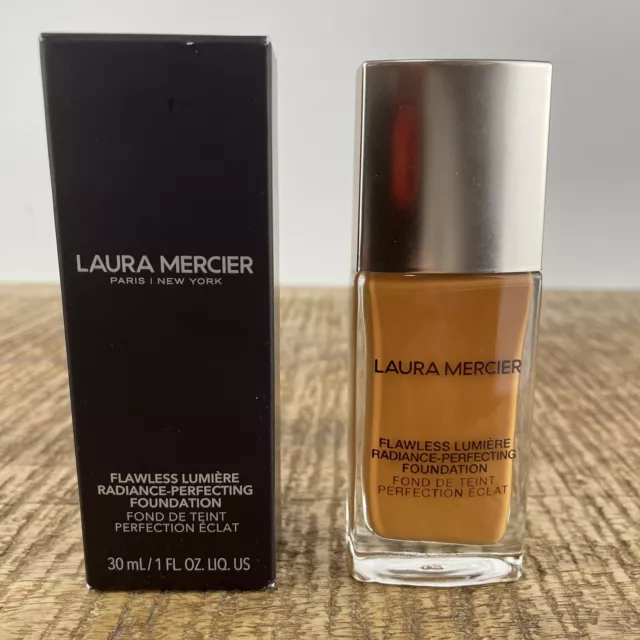 LAURA MERCIER
PARIS | NEW YORK
FLAWLESS LUMIÈRE
RADIANCE-PERFECTING
FOUNDATION
FOND DE TEINT
PERFECTION ÉCLAT
30 mL/1 FL. OZ. LIQ. US
LAURA MERCIER
FLAWLESS LUMIÈRE
RADIANCE-PERFECTING
FOUNDATION
FOND DE TEINT
PERFECTION ÉCLAT